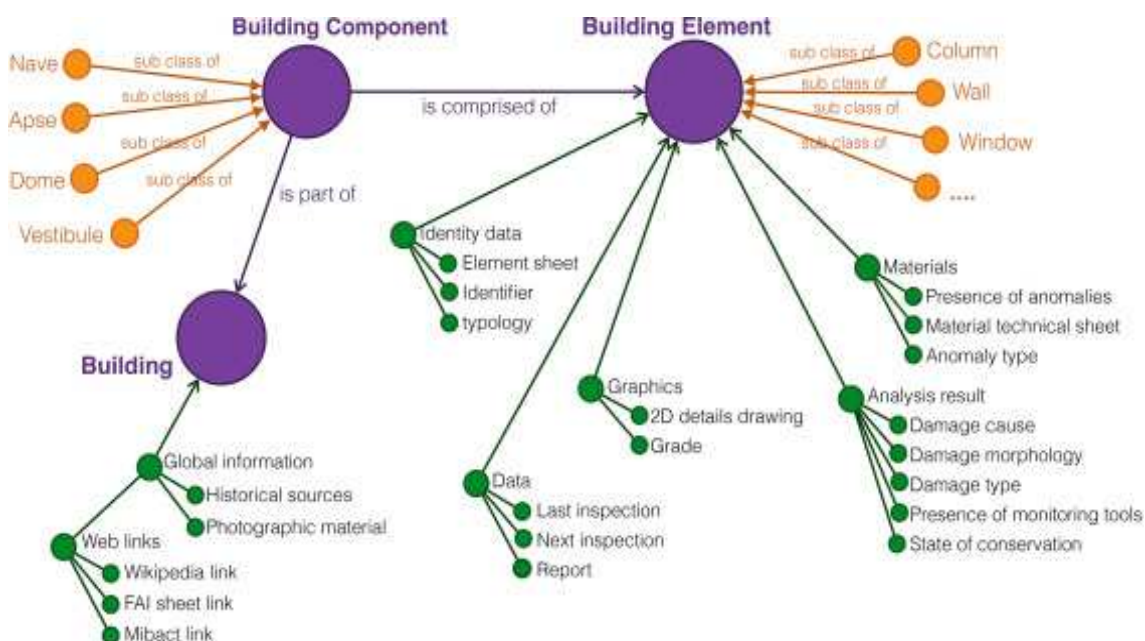 Building Component
Building Element
Nave
sub class of
Apse
sub class of
Dome
sub class of
Vestibule
sub class of
is comprised of
is part of
sub class of
Column
sub class of
Wall
sub class of
Window
sub class of
....
Building
Identity data
Element sheet
Identifier
typology
Materials
Presence of anomalies
Material technical sheet
Anomaly type
Graphics
2D details drawing
Grade
Analysis result
Damage cause
Damage morphology
Damage type
Presence of monitoring tools
State of conservation
Global information
Historical sources
Photographic material
Data
Last inspection
Next inspection
Report
Web links
Wikipedia link
FAI sheet link
Mibact link